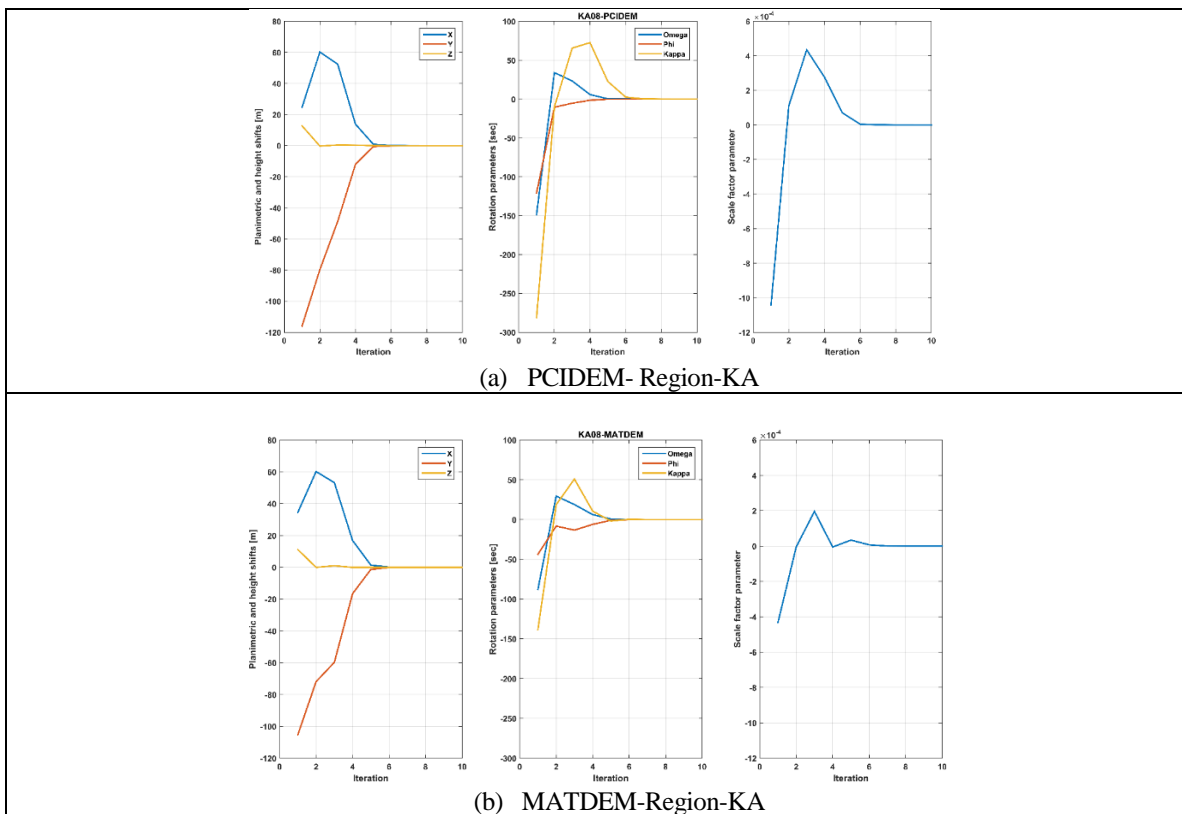 KA08-PCIDEM
×10⁻⁴
80
60
40
20
0
-20
-40
-60
-80
-100
-120
Planimetric and height shifts [m]
X
Y
Z
0 2 4 6 8 10
Iteration
100
50
0
-50
-100
-150
-200
-250
-300
Rotation parameters [sec]
Omega
Phi
Kappa
0 2 4 6 8 10
Iteration
6
4
2
0
-2
-4
-6
-8
-10
-12
Scale factor parameter
0 2 4 6 8 10
Iteration
(a) PCIDEM- Region-KA
KA08-MATDEM
×10⁻⁴
80
60
40
20
0
-20
-40
-60
-80
-100
-120
Planimetric and height shifts [m]
X
Y
Z
0 2 4 6 8 10
Iteration
100
50
0
-50
-100
-150
-200
-250
-300
Rotation parameters [sec]
Omega
Phi
Kappa
0 2 4 6 8 10
Iteration
6
4
2
0
-2
-4
-6
-8
-10
-12
Scale factor parameter
0 2 4 6 8 10
Iteration
(b) MATDEM-Region-KA